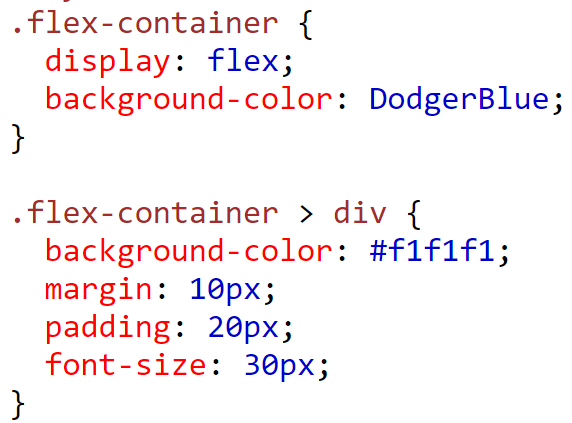 .flex-container {
  display: flex;
  background-color: DodgerBlue;
}

.flex-container > div {
  background-color: #f1f1f1;
  margin: 10px;
  padding: 20px;
  font-size: 30px;
}